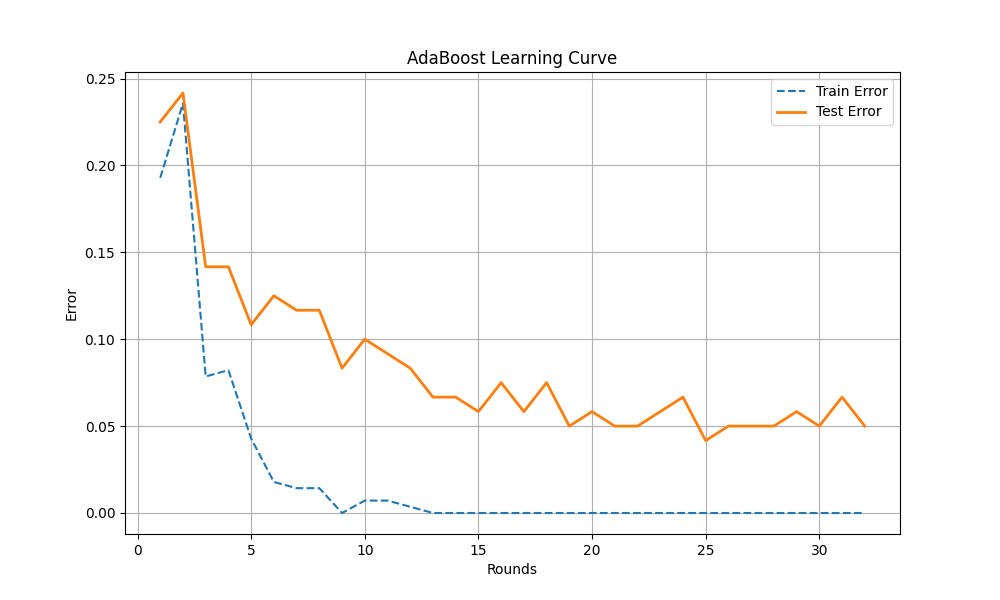 AdaBoost Learning Curve
Train Error
Test Error
Error
0.25
0.20
0.15
0.10
0.05
0.00
0 5 10 15 20 25 30
Rounds